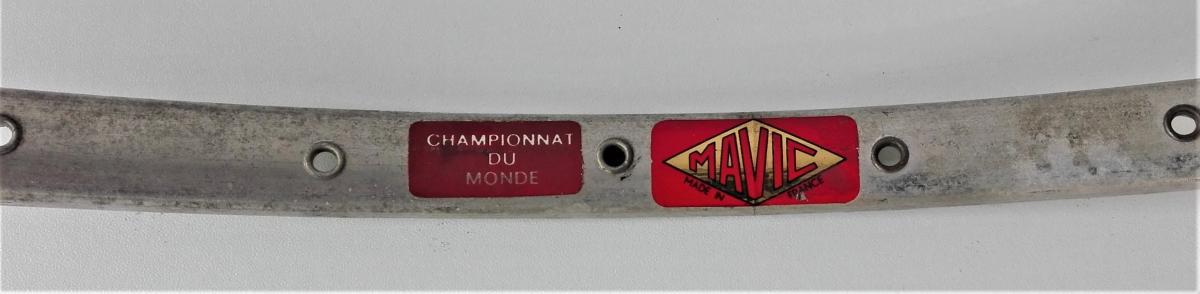 CHAMPIONNAT
DU
MONDE
MAVIC
MADE IN FRANCE